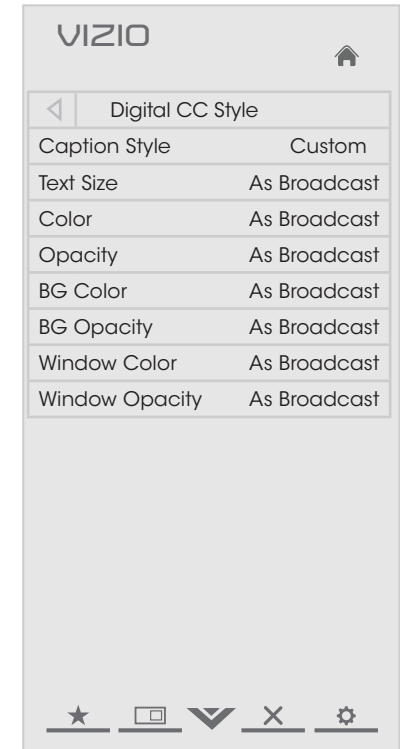 VIZIO
Digital CC Style
Caption Style Custom
Text Size As Broadcast
Color As Broadcast
Opacity As Broadcast
BG Color As Broadcast
BG Opacity As Broadcast
Window Color As Broadcast
Window Opacity As Broadcast